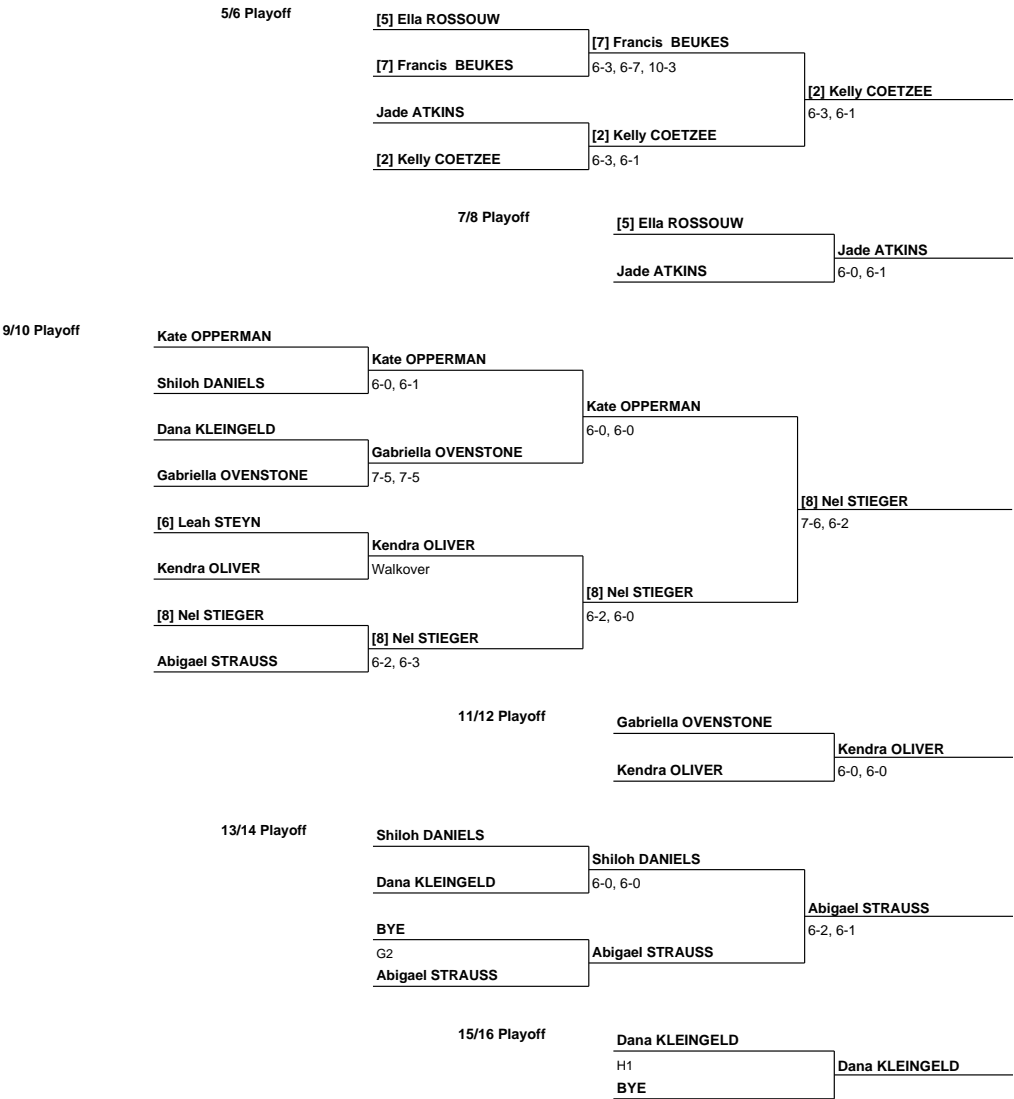 5/6 Playoff
[5] Ella ROSSOUW
[7] Francis BEUKES
[7] Francis BEUKES
6-3, 6-7, 10-3
[2] Kelly COETZEE
Jade ATKINS
6-3, 6-1
[2] Kelly COETZEE
[2] Kelly COETZEE
6-3, 6-1
7/8 Playoff
[5] Ella ROSSOUW
Jade ATKINS
Jade ATKINS
6-0, 6-1
9/10 Playoff
Kate OPPERMAN
Kate OPPERMAN
Shiloh DANIELS
6-0, 6-1
Kate OPPERMAN
Dana KLEINGELD
6-0, 6-0
Gabriella OVENSTONE
Gabriella OVENSTONE
7-5, 7-5
[8] Nel STIEGER
[6] Leah STEYN
7-6, 6-2
Kendra OLIVER
Kendra OLIVER
Walkover
[8] Nel STIEGER
[8] Nel STIEGER
6-2, 6-0
[8] Nel STIEGER
Abigael STRAUSS
6-2, 6-3
11/12 Playoff
Gabriella OVENSTONE
Kendra OLIVER
Kendra OLIVER
6-0, 6-0
13/14 Playoff
Shiloh DANIELS
Shiloh DANIELS
Dana KLEINGELD
6-0, 6-0
Abigael STRAUSS
BYE
6-2, 6-1
G2
Abigael STRAUSS
Abigael STRAUSS
15/16 Playoff
Dana KLEINGELD
H1
Dana KLEINGELD
BYE